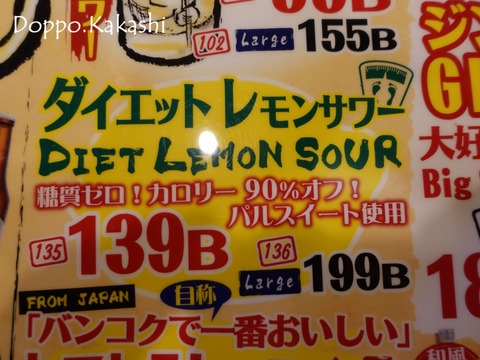 Doppo.Kakashi
102 Large 155B
ダイエットレモンサワー
DIET LEMON SOUR
糖質ゼロ！カロリー 90%オフ！
パルスイート使用
135 139B 136 Large 199B
FROM JAPAN 自称
「バンコクで一番おいしい」
大好
Big